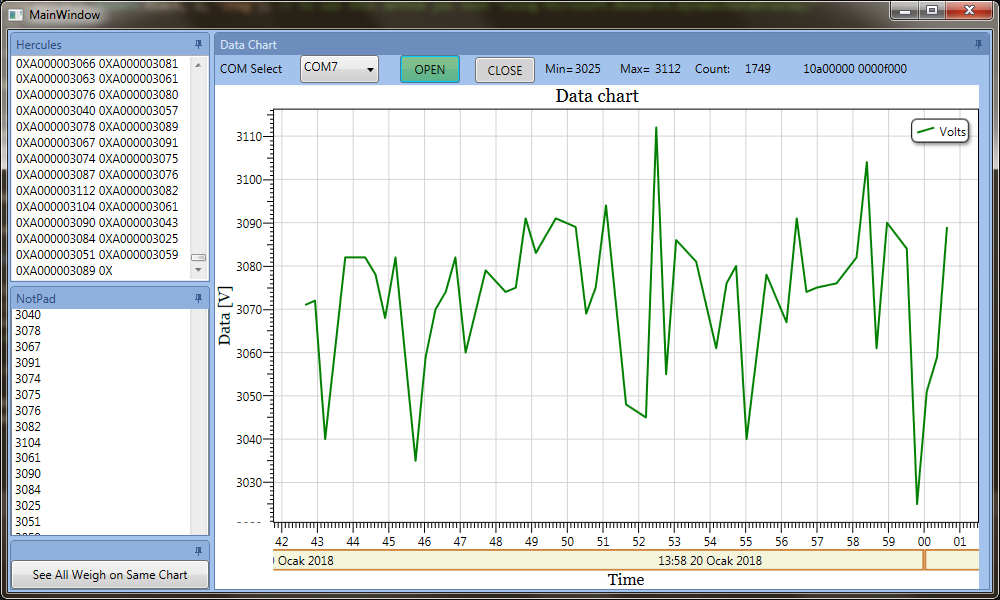 MainWindow
Hercules
0XA000003066 0XA000003081
0XA000003063 0XA000003061
0XA000003076 0XA000003080
0XA000003040 0XA000003057
0XA000003078 0XA000003089
0XA000003067 0XA000003091
0XA000003074 0XA000003075
0XA000003087 0XA000003076
0XA000003112 0XA000003082
0XA000003104 0XA000003061
0XA000003090 0XA000003043
0XA000003084 0XA000003025
0XA000003051 0XA000003059
0XA000003089 0X
NotPad
3040
3078
3067
3091
3074
3075
3076
3082
3104
3061
3090
3084
3025
3051
See All Weigh on Same Chart
Data Chart
COM Select COM7 OPEN CLOSE Min= 3025 Max= 3112 Count: 1749 10a00000 0000f000
Data chart
Volts
Data [V]
3110
3100
3090
3080
3070
3060
3050
3040
3030
42 43 44 45 46 47 48 49 50 51 52 53 54 55 56 57 58 59 00 01
Ocak 2018 13:58 20 Ocak 2018
Time